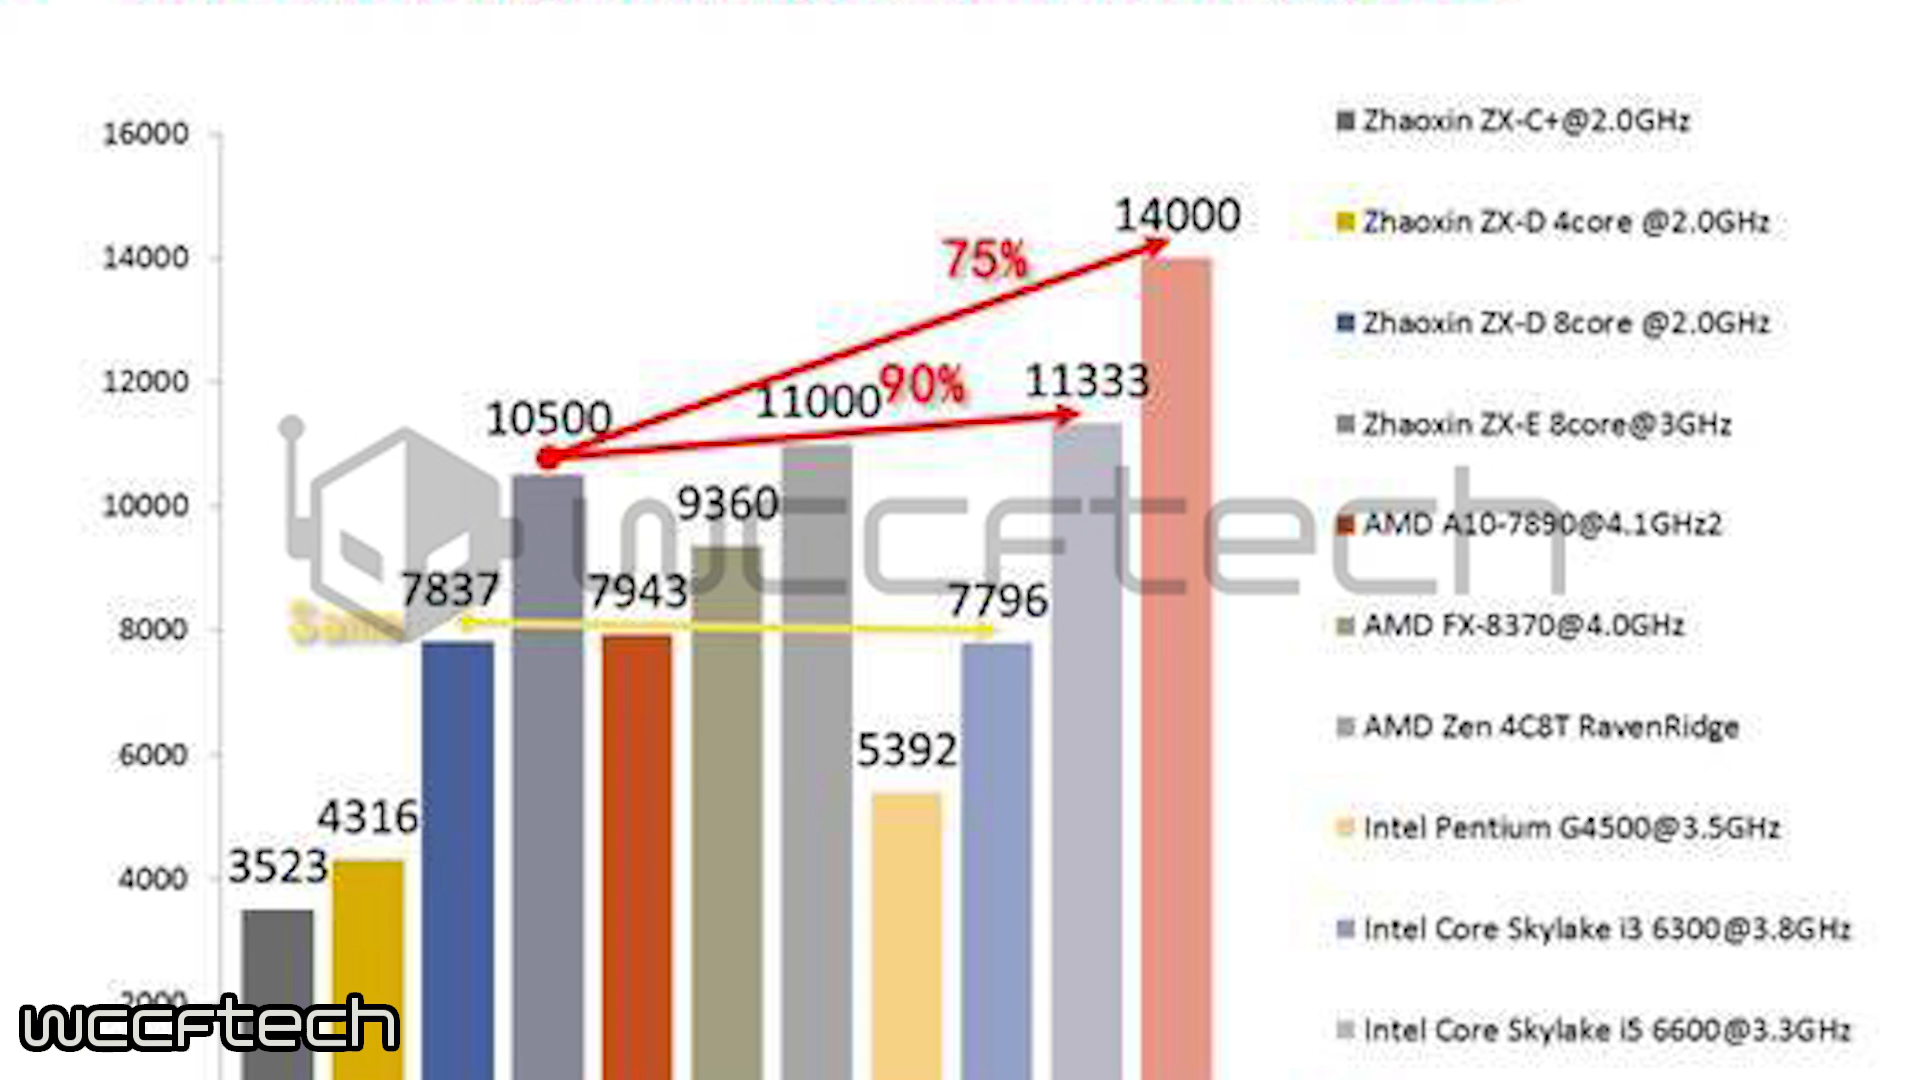 16000
14000
12000
10000
8000
6000
4000
2000
3523
4316
7837
10500
7943
9360
11000
5392
7796
11333
14000
75%
90%
Same
wccftech
wccftech
Zhaoxin ZX-C+@2.0GHz
Zhaoxin ZX-D 4core @2.0GHz
Zhaoxin ZX-D 8core @2.0GHz
Zhaoxin ZX-E 8core@3GHz
AMD A10-7890@4.1GHz2
AMD FX-8370@4.0GHz
AMD Zen 4C8T RavenRidge
Intel Pentium G4500@3.5GHz
Intel Core Skylake i3 6300@3.8GHz
Intel Core Skylake i5 6600@3.3GHz